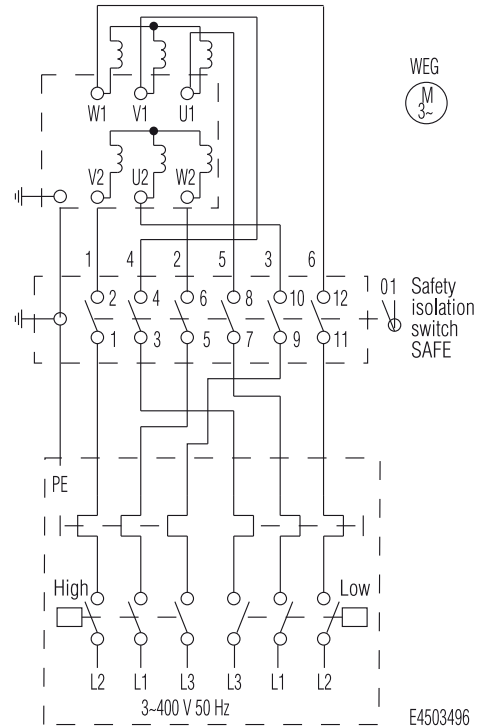 WEG
M
3~
W1 V1 U1
V2 U2 W2
1 4 2 5 3 6
2 4 6 8 10 12
01 Safety
isolation
switch
SAFE
1 3 5 7 9 11
PE
High Low
L2 L1 L3 L3 L1 L2
3~400 V 50 Hz
E4503496